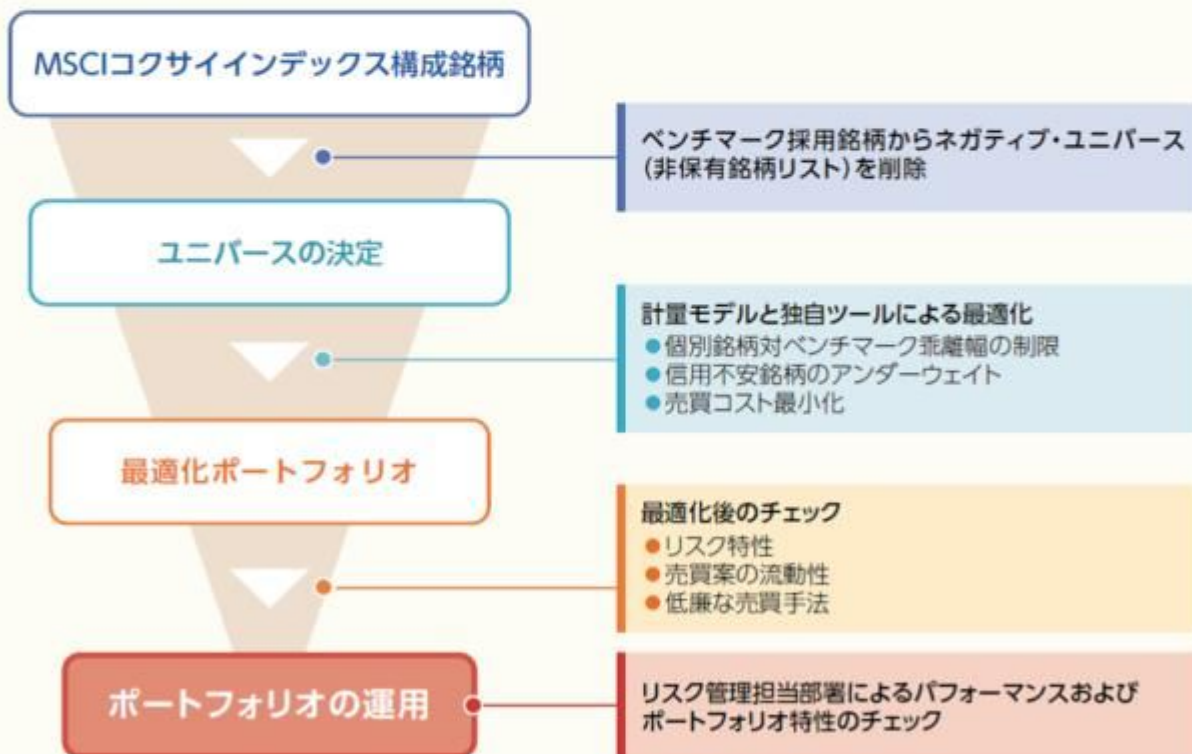 MSCIコクサイインデックス構成銘柄
ベンチマーク採用銘柄からネガティブ・ユニバース
(非保有銘柄リスト)を削除
ユニバースの決定
計量モデルと独自ツールによる最適化
●個別銘柄対ベンチマーク乖離幅の制限
●信用不安銘柄のアンダーウェイト
●売買コスト最小化
最適化ポートフォリオ
最適化後のチェック
●リスク特性
●売買案の流動性
●低廉な売買手法
ポートフォリオの運用
リスク管理担当部署によるパフォーマンスおよび
ポートフォリオ特性のチェック